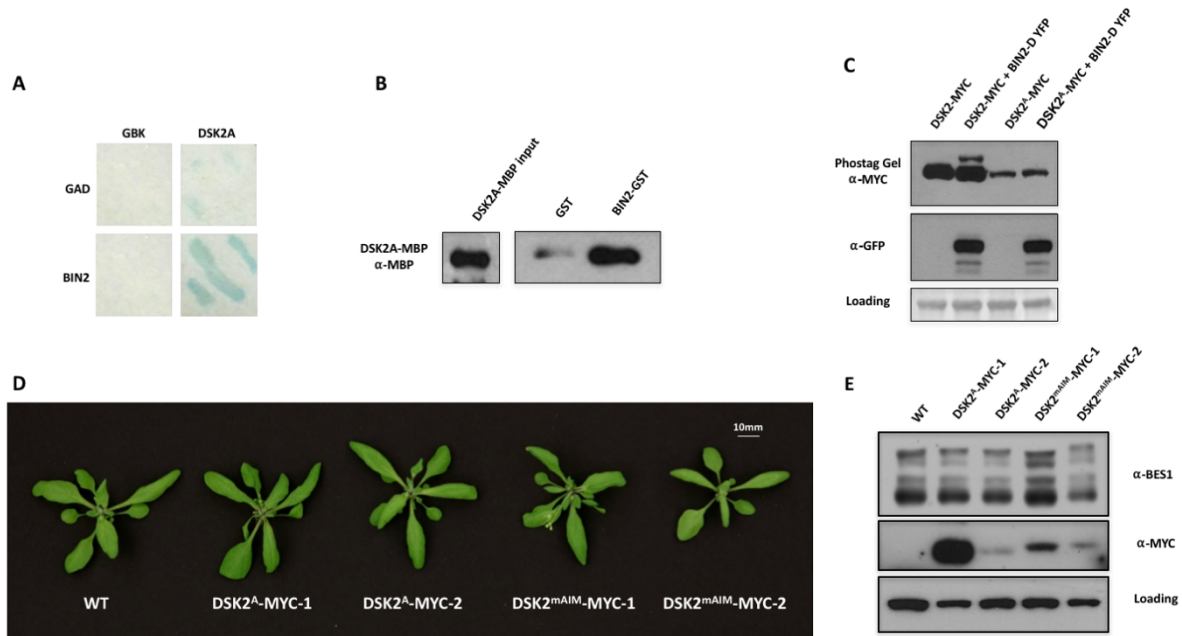 A
GBK DSK2A
GAD
BIN2
B
DSK2A-MBP input
GST
BIN2-GST
DSK2A-MBP
α-MBP
C
DSK2-MYC
DSK2-MYC + BIN2-D YFP
DSK2ᴬ-MYC
DSK2ᴬ-MYC + BIN2-D YFP
Phostag Gel
α-MYC
α-GFP
Loading
D
10mm
WT DSK2ᴬ-MYC-1 DSK2ᴬ-MYC-2 DSK2ᵐᴬᴵᴹ-MYC-1 DSK2ᵐᴬᴵᴹ-MYC-2
E
WT
DSK2ᴬ-MYC-1
DSK2ᴬ-MYC-2
DSK2ᵐᴬᴵᴹ-MYC-1
DSK2ᵐᴬᴵᴹ-MYC-2
α-BES1
α-MYC
Loading